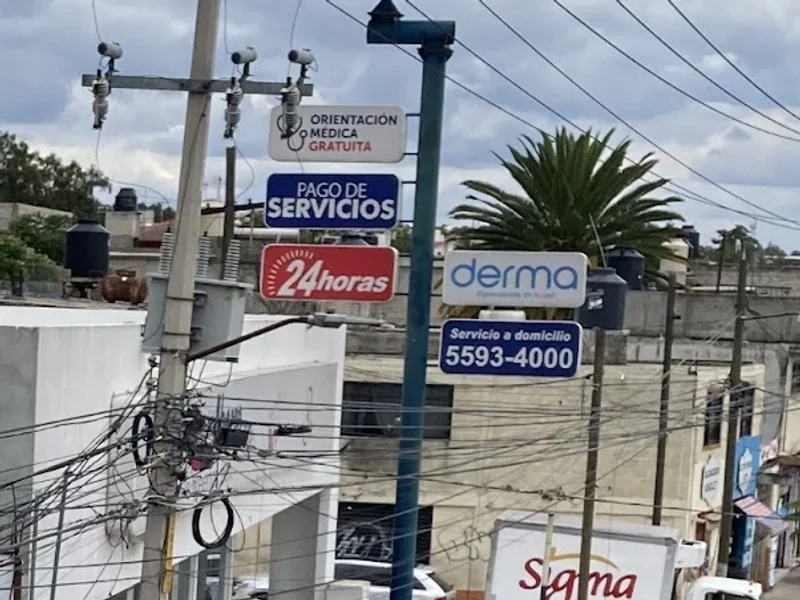 ORIENTACIÓN
MÉDICA
GRATUITA
PAGO DE
SERVICIOS
24horas
derma
Servicio a domicilio
5593-4000
Sigma